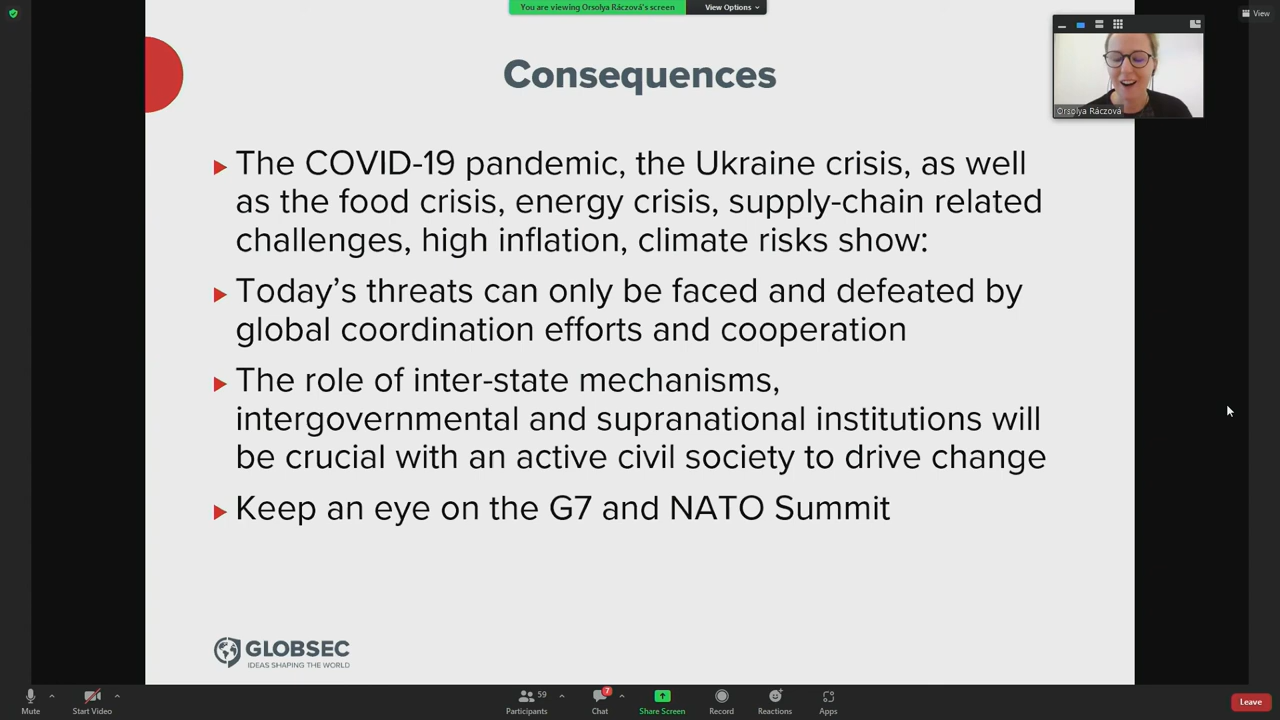 You are viewing Orsolya Ráczová's screen
View Options
View
Consequences
Orsolya Ráczová
The COVID-19 pandemic, the Ukraine crisis, as well
as the food crisis, energy crisis, supply-chain related
challenges, high inflation, climate risks show:
Today’s threats can only be faced and defeated by
global coordination efforts and cooperation
The role of inter-state mechanisms,
intergovernmental and supranational institutions will
be crucial with an active civil society to drive change
Keep an eye on the G7 and NATO Summit
GLOBSEC
IDEAS SHAPING THE WORLD
Mute
Start Video
59
Participants
7
Chat
Share Screen
Record
Reactions
Apps
Leave